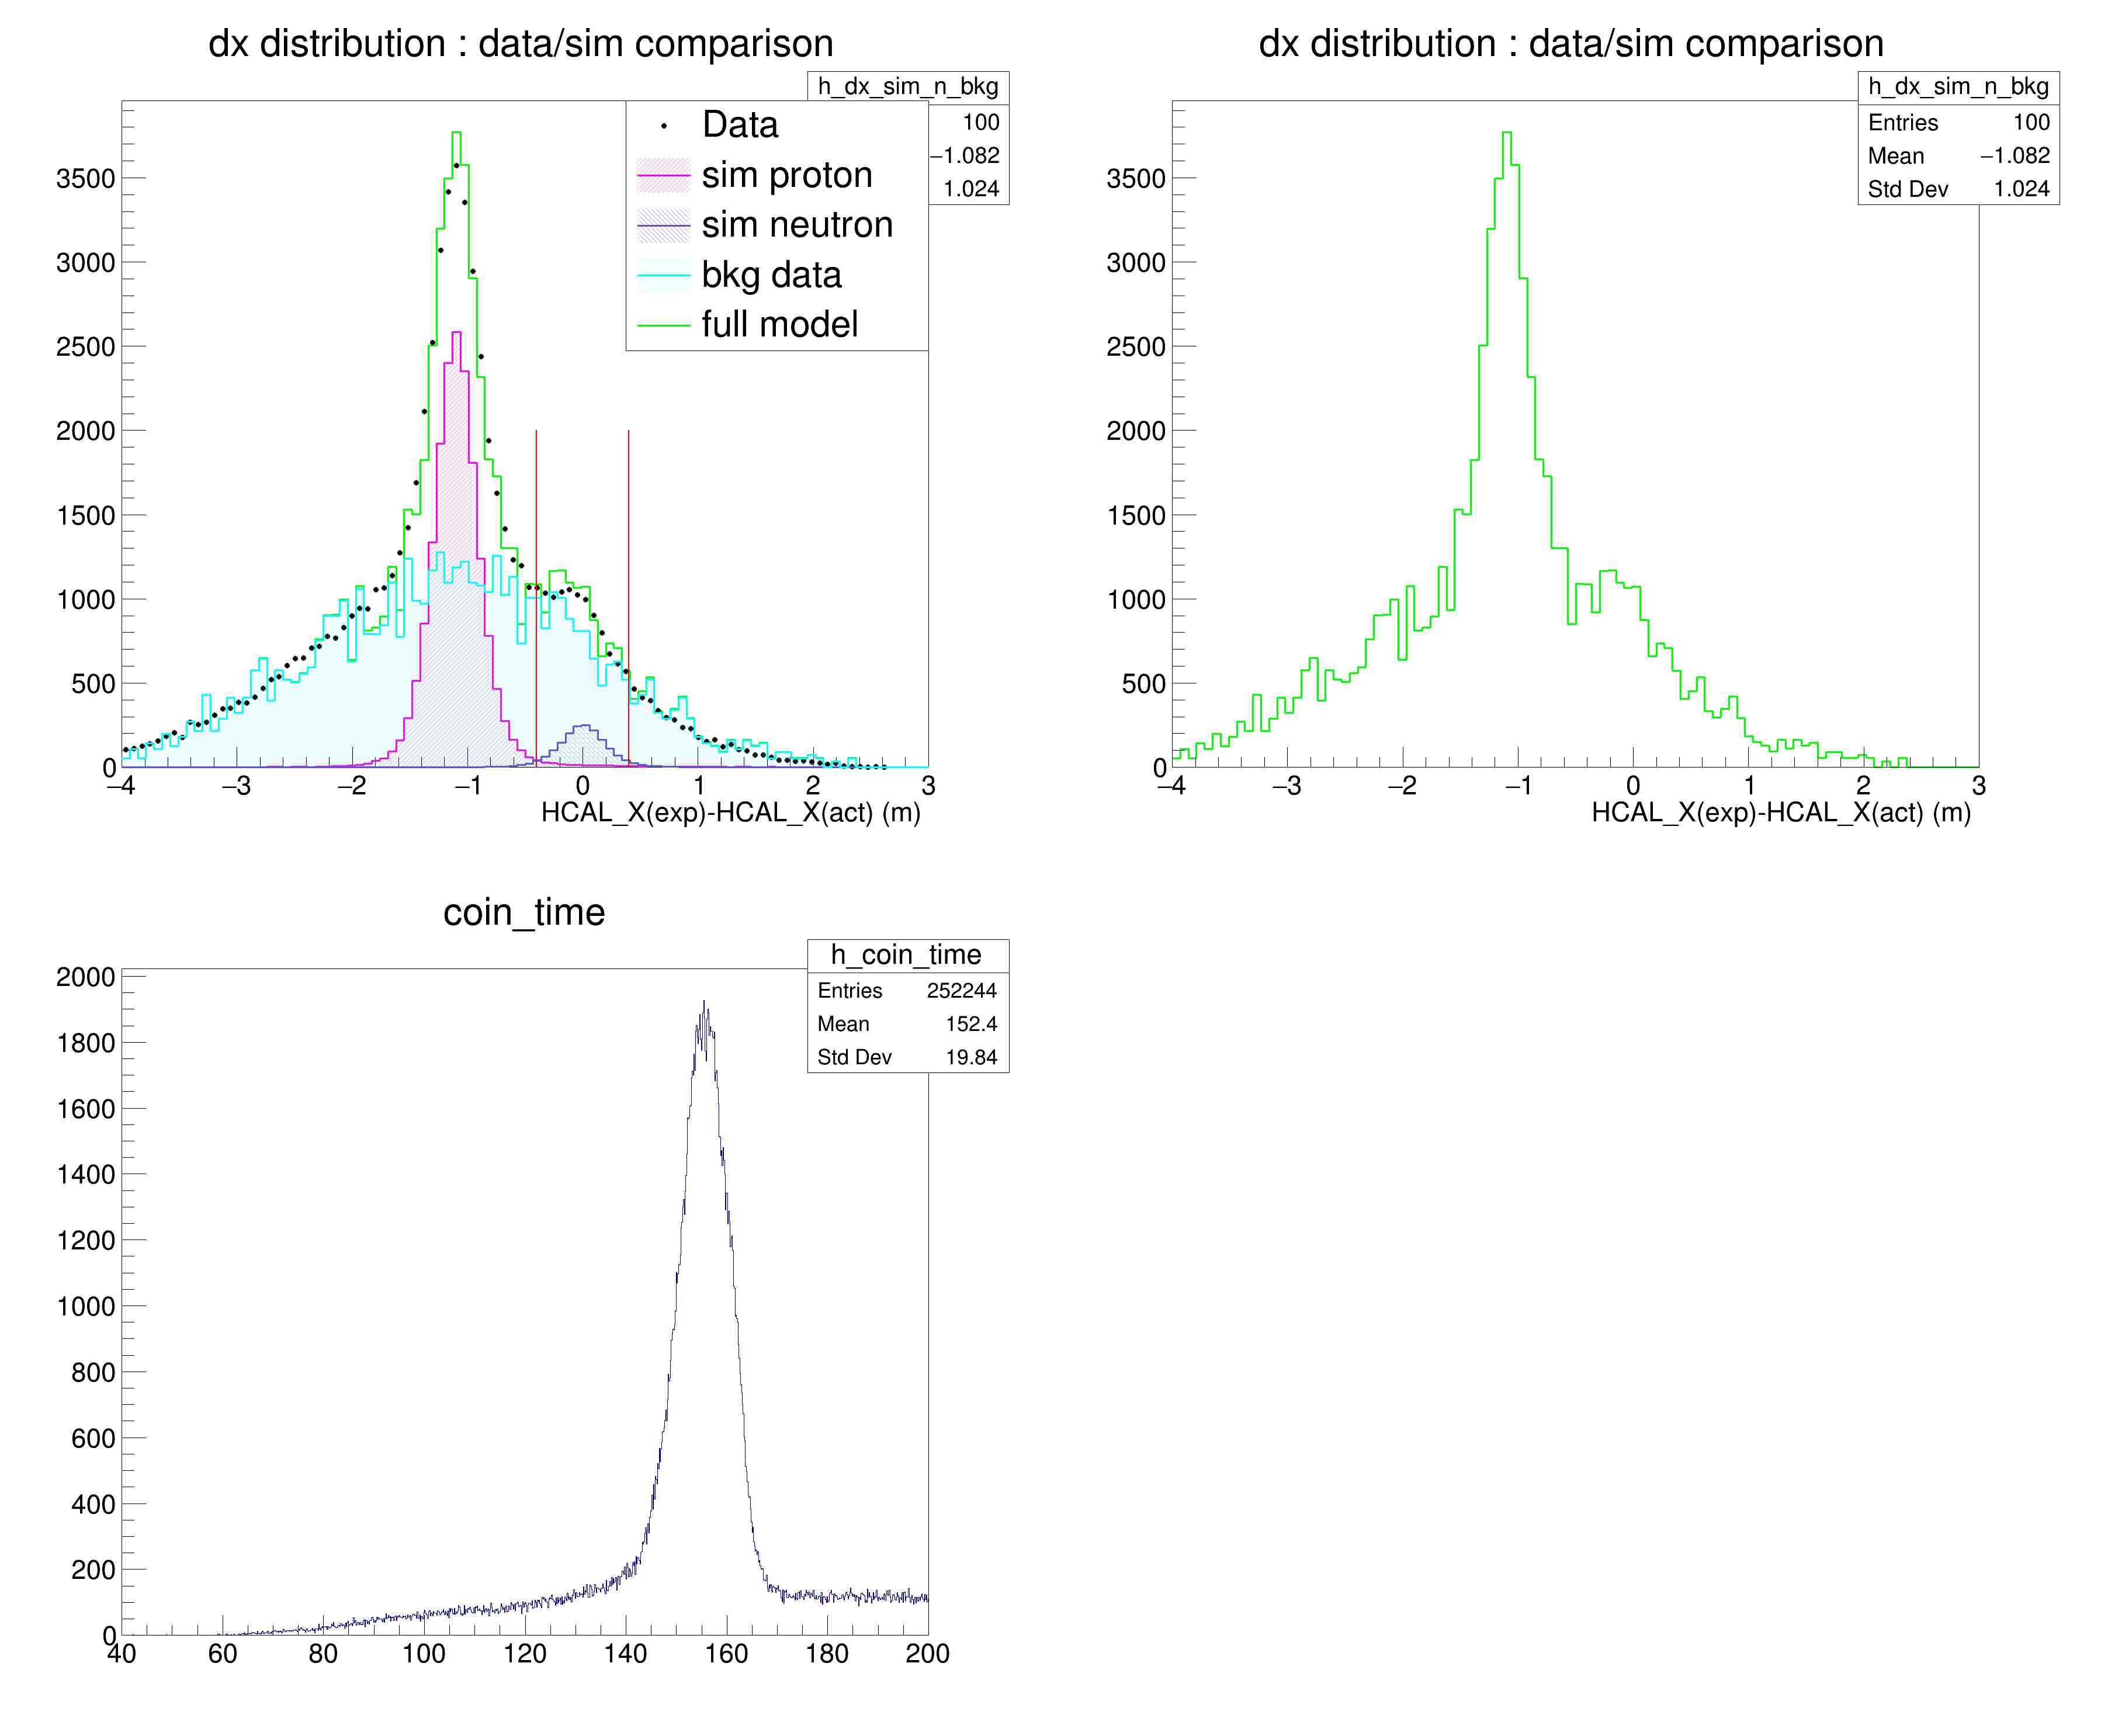 dx distribution : data/sim comparison
h_dx_sim_n_bkg
100
−1.082
1.024
Data
sim proton
sim neutron
bkg data
full model
3500
3000
2500
2000
1500
1000
500
0
−4 −3 −2 −1 0 1 2 3
HCAL_X(exp)-HCAL_X(act) (m)
dx distribution : data/sim comparison
h_dx_sim_n_bkg
Entries 100
Mean −1.082
Std Dev 1.024
3500
3000
2500
2000
1500
1000
500
0
−4 −3 −2 −1 0 1 2 3
HCAL_X(exp)-HCAL_X(act) (m)
coin_time
h_coin_time
Entries 252244
Mean 152.4
Std Dev 19.84
2000
1800
1600
1400
1200
1000
800
600
400
200
0
40 60 80 100 120 140 160 180 200